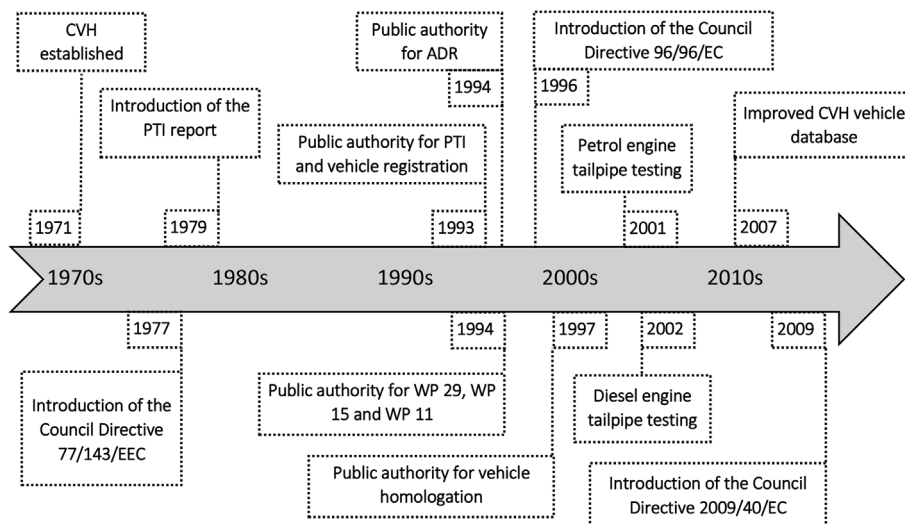 CVH
established
1971
Introduction of the
PTI report
1979
Public authority
for ADR
1994
Public authority for PTI
and vehicle registration
1993
Introduction of the Council
Directive 96/96/EC
1996
Petrol engine
tailpipe testing
2001
Improved CVH vehicle
database
2007
1970s
1980s
1990s
2000s
2010s
1977
Introduction of the
Council Directive
77/143/EEC
1994
Public authority for WP 29, WP
15 and WP 11
1997
Public authority for vehicle
homologation
2002
Diesel engine
tailpipe testing
2009
Introduction of the Council
Directive 2009/40/EC